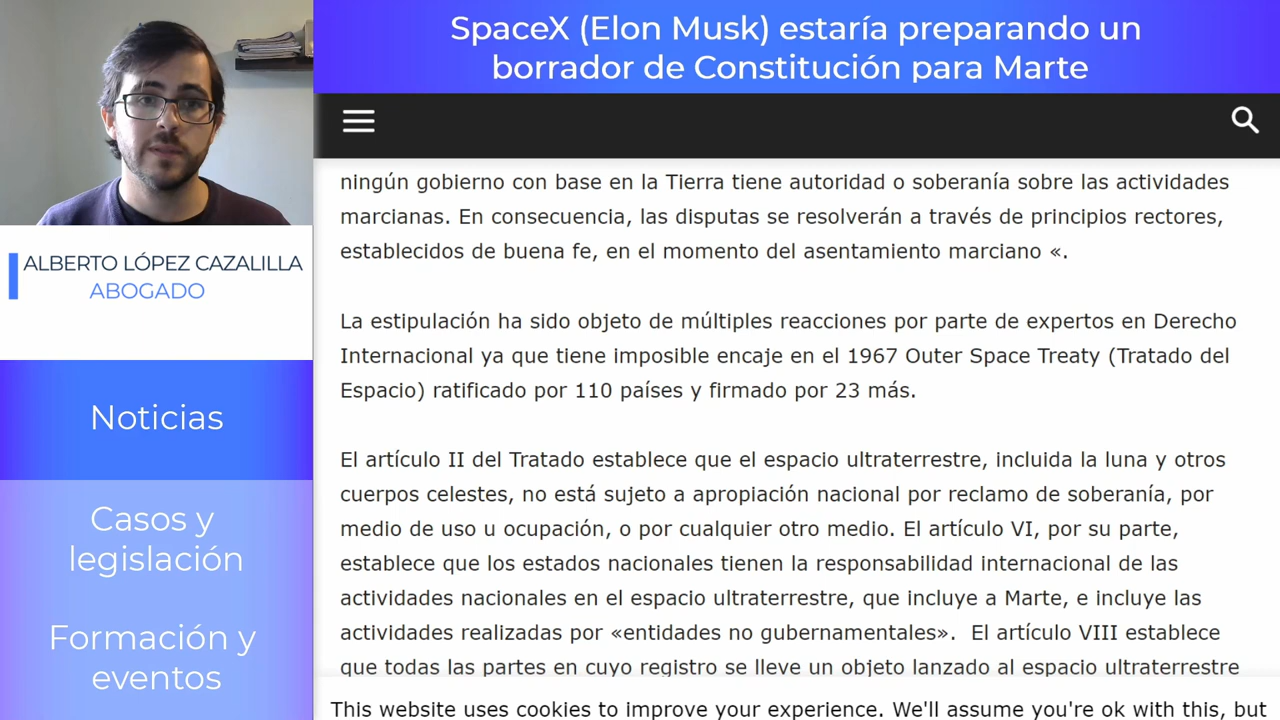 SpaceX (Elon Musk) estaría preparando un
borrador de Constitución para Marte
ALBERTO LÓPEZ CAZALILLA
ABOGADO
Noticias
Casos y
legislación
Formación y
eventos
ningún gobierno con base en la Tierra tiene autoridad o soberanía sobre las actividades
marcianas. En consecuencia, las disputas se resolverán a través de principios rectores,
establecidos de buena fe, en el momento del asentamiento marciano «.
La estipulación ha sido objeto de múltiples reacciones por parte de expertos en Derecho
Internacional ya que tiene imposible encaje en el 1967 Outer Space Treaty (Tratado del
Espacio) ratificado por 110 países y firmado por 23 más.
El artículo II del Tratado establece que el espacio ultraterrestre, incluida la luna y otros
cuerpos celestes, no está sujeto a apropiación nacional por reclamo de soberanía, por
medio de uso u ocupación, o por cualquier otro medio. El artículo VI, por su parte,
establece que los estados nacionales tienen la responsabilidad internacional de las
actividades nacionales en el espacio ultraterrestre, que incluye a Marte, e incluye las
actividades realizadas por «entidades no gubernamentales».  El artículo VIII establece
que todas las partes en cuyo registro se lleve un objeto lanzado al espacio ultraterrestre
This website uses cookies to improve your experience. We'll assume you're ok with this, but